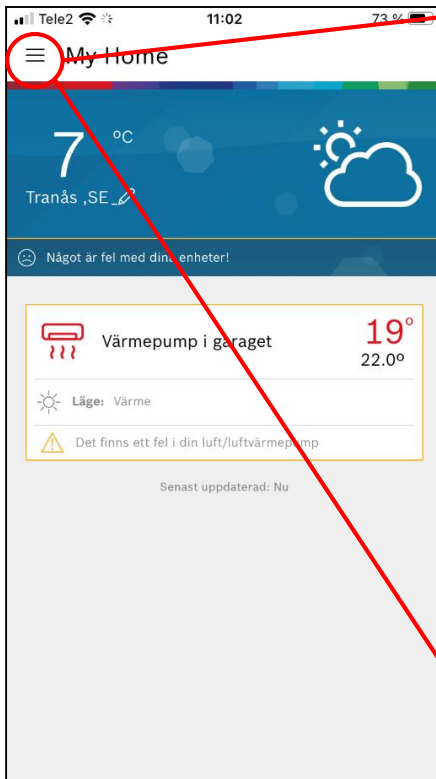 Tele2 11:02 73 %
My Home
7 °C
Tranås ,SE
Något är fel med dina enheter!
Värmepump i garaget 19°
22.0°
Läge: Värme
Det finns ett fel i din luft/luftvärmepump
Senast uppdaterad: Nu